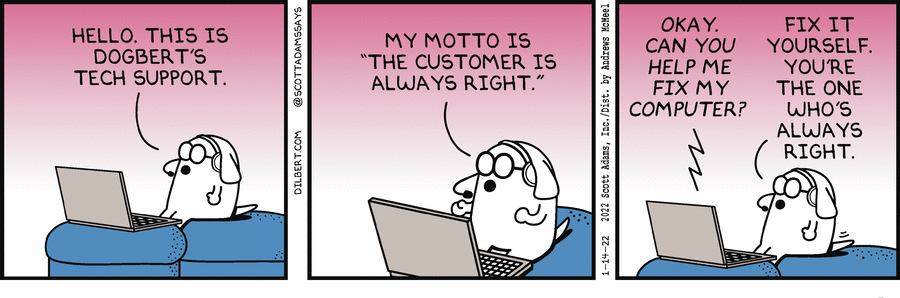 HELLO. THIS IS
DOGBERT'S
TECH SUPPORT.
DILBERT.COM @SCOTTADAMSSAYS
MY MOTTO IS
"THE CUSTOMER IS
ALWAYS RIGHT."
1-14-22 2022 Scott Adams, Inc./Dist. by Andrews McMeel
OKAY.
CAN YOU
HELP ME
FIX MY
COMPUTER?
FIX IT
YOURSELF.
YOU'RE
THE ONE
WHO'S
ALWAYS
RIGHT.